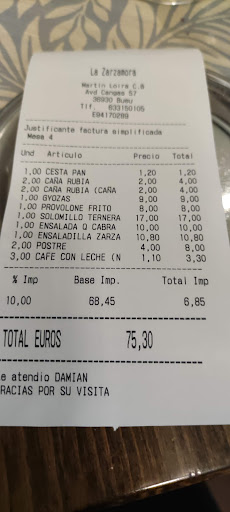 La Zarzamora
Martin Loira C.B
Avd Cangas 57
36930 Bueu
Tlf. 633150105
E84170289
Justificante factura simplificada
Mesa 4
Und Articulo Precio Total
1,00 CESTA PAN 1,20 1,20
2,00 CAÑA RUBIA 2,00 4,00
2,00 CAÑA RUBIA (CAÑA 2,00 4,00
1,00 GYOZAS 9,00 9,00
1,00 PROVOLONE FRITO 8,00 8,00
1,00 SOLOMILLO TERNERA 17,00 17,00
1,00 ENSALADA Q CABRA 10,00 10,00
1,00 ENSALADILLA ZARZA 10,80 10,80
2,00 POSTRE 4,00 8,00
3,00 CAFE CON LECHE (N 1,10 3,30
% Imp Base Imp. Total Imp
10,00 68,45 6,85
TOTAL EUROS 75,30
e atendio DAMIAN
GRACIAS POR SU VISITA